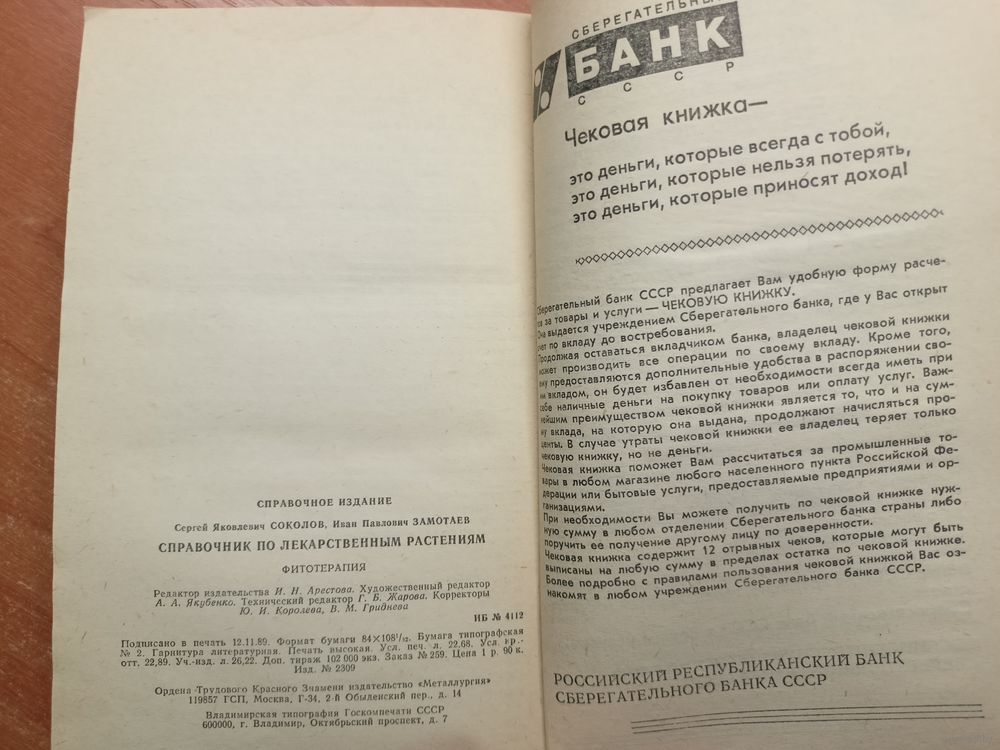 СПРАВОЧНОЕ ИЗДАНИЕ
Сергей Яковлевич СОКОЛОВ, Иван Павлович ЗАМОТАЕВ
СПРАВОЧНИК ПО ЛЕКАРСТВЕННЫМ РАСТЕНИЯМ
ФИТОТЕРАПИЯ
Редактор издательства И. Н. Арестова. Художественный редактор
А. А. Якубенко. Технический редактор Г. Б. Жарова. Корректоры
Ю. И. Королева, В. М. Гриднева
ИБ № 4112
Подписано в печать 12.11.89. Формат бумаги 84×108¹/₃₂. Бумага типографская
№ 2. Гарнитура литературная. Печать высокая. Усл. печ. л. 22,68. Усл. кр.-
отт. 22,89. Уч.-изд. л. 26,22. Доп. тираж 102 000 экз. Заказ № 259. Цена 1 р. 90 к.
Изд. № 2309
Ордена Трудового Красного Знамени издательство «Металлургия»
119857 ГСП, Москва, Г-34, 2-й Обыденский пер., д. 14
Владимирская типография Госкомпечати СССР
600000, г. Владимир, Октябрьский проспект, д. 7
СБЕРЕГАТЕЛЬНЫ
БАНК
СССР
Чековая книжка—
это деньги, которые всегда с тобой,
это деньги, которые нельзя потерять,
это деньги, которые приносят доход!
Сберегательный банк СССР предлагает Вам удобную форму расче-
та за товары и услуги — ЧЕКОВУЮ КНИЖКУ.
Она выдается учреждением Сберегательного банка, где у Вас открыт
счет по вкладу до востребования.
Продолжая оставаться вкладчиком банка, владелец чековой книжки
может производить все операции по своему вкладу. Кроме того,
ему предоставляются дополнительные удобства в распоряжении сво-
им вкладом, он будет избавлен от необходимости всегда иметь при
себе наличные деньги на покупку товаров или оплату услуг. Важ-
нейшим преимуществом чековой книжки является то, что и на сум-
му вклада, на которую она выдана, продолжают начисляться про-
центы. В случае утраты чековой книжки ее владелец теряет только
чековую книжку, но не деньги.
Чековая книжка поможет Вам рассчитаться за промышленные то-
вары в любом магазине любого населенного пункта Российской Фе-
дерации или бытовые услуги, предоставляемые предприятиями и ор-
ганизациями.
При необходимости Вы можете получить по чековой книжке нуж-
ную сумму в любом отделении Сберегательного банка страны либо
поручить ее получение другому лицу по доверенности.
Чековая книжка содержит 12 отрывных чеков, которые могут быть
выписаны на любую сумму в пределах остатка по чековой книжке.
Более подробно с правилами пользования чековой книжкой Вас оз-
накомят в любом учреждении Сберегательного банка СССР.
РОССИЙСКИЙ РЕСПУБЛИКАНСКИЙ БАНК
СБЕРЕГАТЕЛЬНОГО БАНКА СССР